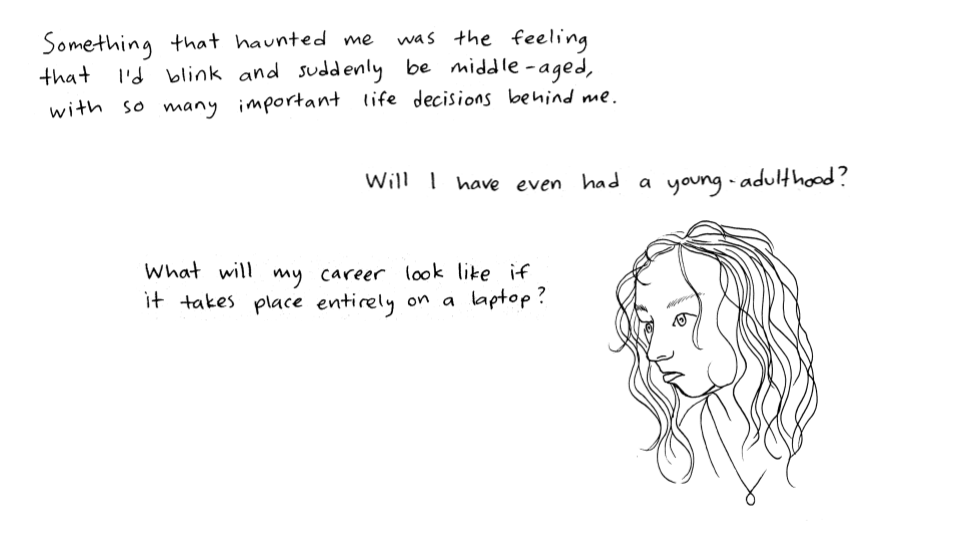 Something that haunted me was the feeling
that I'd blink and suddenly be middle-aged,
with so many important life decisions behind me.
Will I have even had a young-adulthood?
What will my career look like if
it takes place entirely on a laptop?